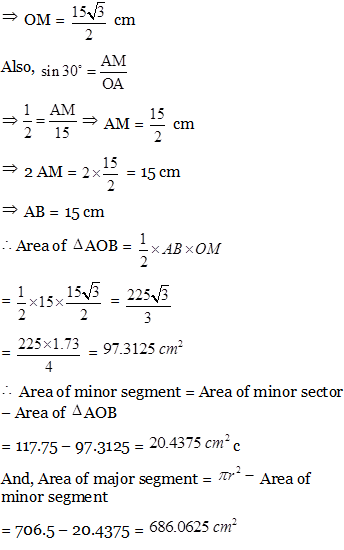 ⇒ OM = 15√3/2 cm
Also, sin 30° = AM/OA
⇒ 1/2 = AM/15 ⇒ AM = 15/2 cm
⇒ 2 AM = 2 × 15/2 = 15 cm
⇒ AB = 15 cm
∴ Area of ΔAOB = 1/2 × AB × OM
= 1/2 × 15 × 15√3/2 = 225√3/3
= 225 × 1.73/4 = 97.3125 cm²
∴ Area of minor segment = Area of minor sector
– Area of ΔAOB
= 117.75 – 97.3125 = 20.4375 cm² c
And, Area of major segment = πr² – Area of
minor segment
= 706.5 – 20.4375 = 686.0625 cm²